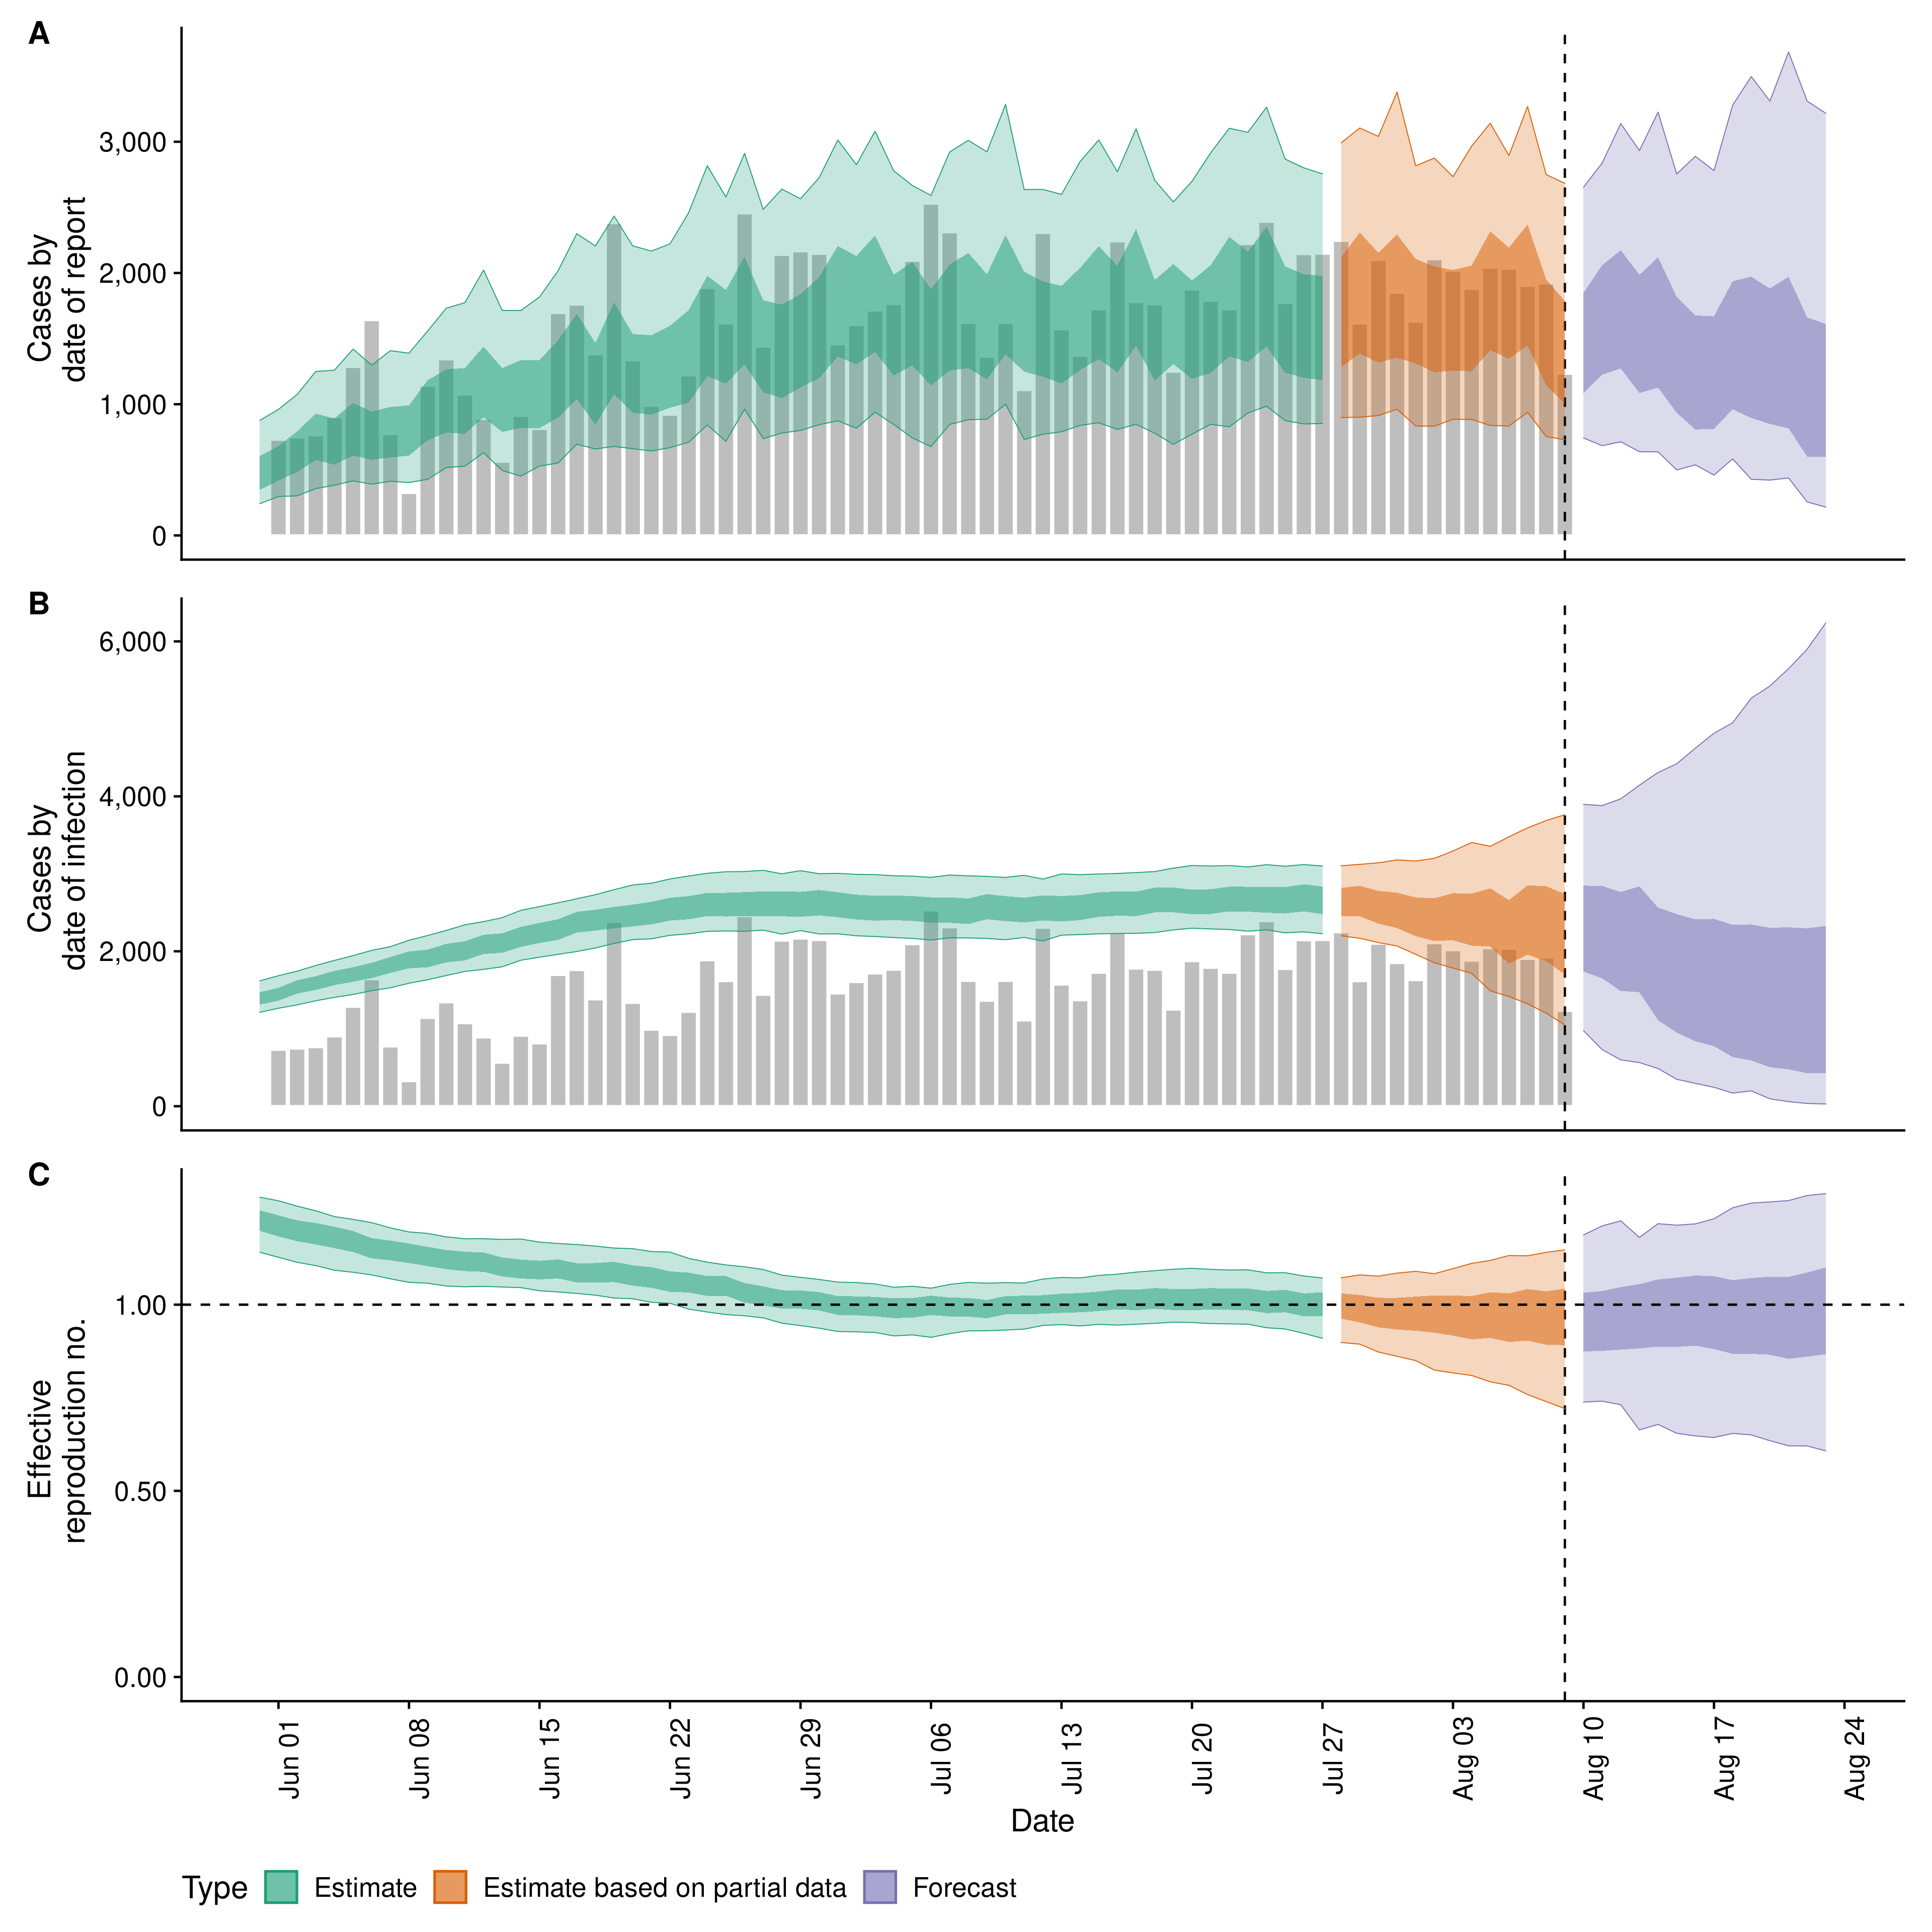 A
Cases by
date of report
3,000
2,000
1,000
0
B
Cases by
date of infection
6,000
4,000
2,000
0
C
Effective
reproduction no.
1.00
0.50
0.00
Jun 01
Jun 08
Jun 15
Jun 22
Jun 29
Jul 06
Jul 13
Jul 20
Jul 27
Aug 03
Aug 10
Aug 17
Aug 24
Date
Type Estimate Estimate based on partial data Forecast